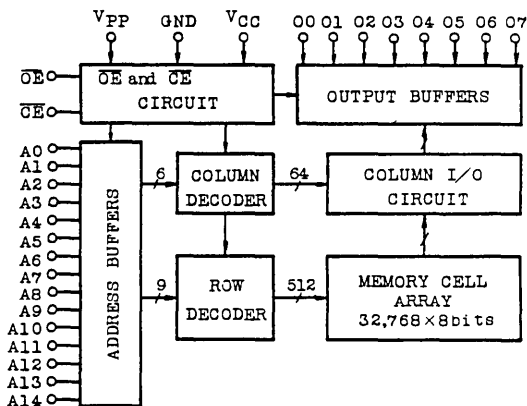 VPP GND VCC O0 O1 O2 O3 O4 O5 O6 O7
OE
OE and CE
CIRCUIT
OUTPUT BUFFERS
CE
A0
A1
A2
A3
A4
A5
A6
A7
A8
A9
A10
A11
A12
A13
A14
ADDRESS BUFFERS
6
COLUMN
DECODER
64
COLUMN I/O
CIRCUIT
9
ROW
DECODER
512
MEMORY CELL
ARRAY
32,768×8bits